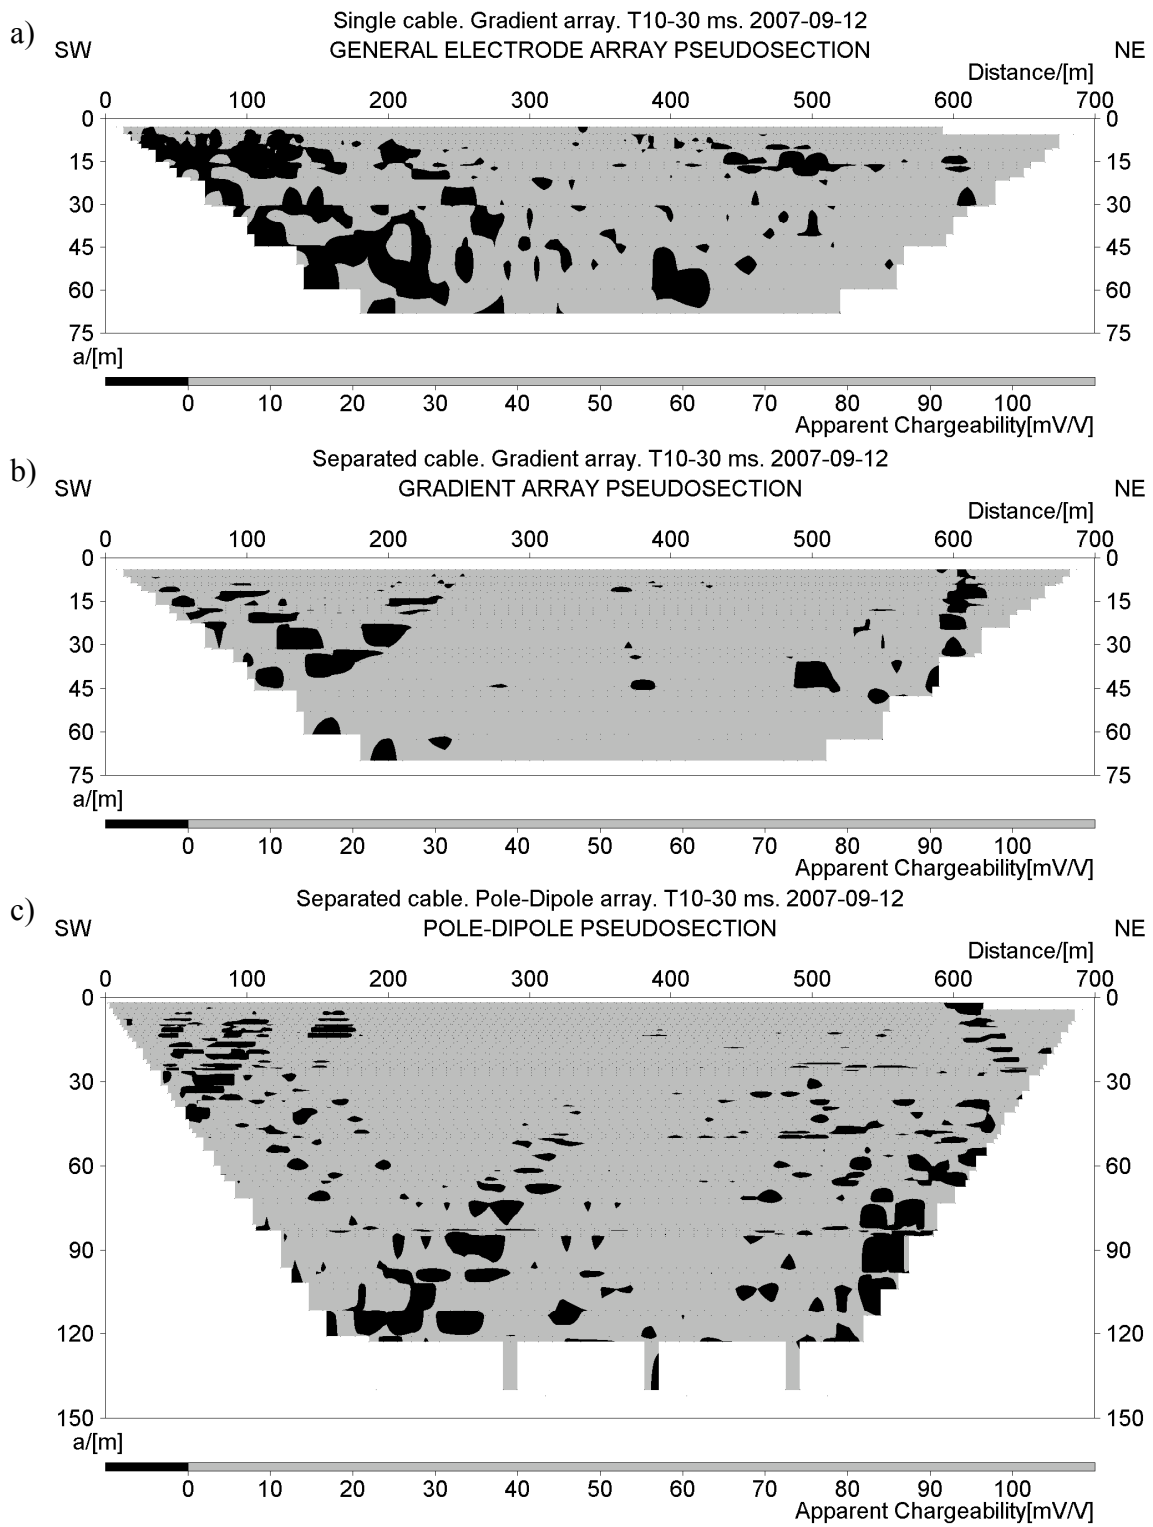 a)
Single cable. Gradient array. T10-30 ms. 2007-09-12
SW GENERAL ELECTRODE ARRAY PSEUDOSECTION NE
Distance/[m]
0 100 200 300 400 500 600 700
0 0
15 15
30 30
45 45
60 60
75 75
a/[m]
0 10 20 30 40 50 60 70 80 90 100
Apparent Chargeability[mV/V]
b)
Separated cable. Gradient array. T10-30 ms. 2007-09-12
SW GRADIENT ARRAY PSEUDOSECTION NE
Distance/[m]
0 100 200 300 400 500 600 700
0 0
15 15
30 30
45 45
60 60
75 75
a/[m]
0 10 20 30 40 50 60 70 80 90 100
Apparent Chargeability[mV/V]
c)
Separated cable. Pole-Dipole array. T10-30 ms. 2007-09-12
SW POLE-DIPOLE PSEUDOSECTION NE
Distance/[m]
0 100 200 300 400 500 600 700
0 0
30 30
60 60
90 90
120 120
150 150
a/[m]
0 10 20 30 40 50 60 70 80 90 100
Apparent Chargeability[mV/V]